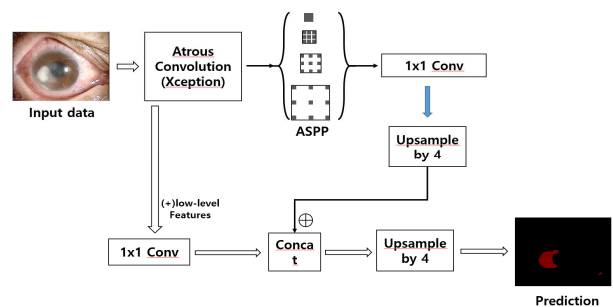 Atrous
Convolution
(Xception)
Input data
ASPP
1x1 Conv
Upsample
by 4
(+)low-level
Features
1x1 Conv
Conca
t
Upsample
by 4
Prediction